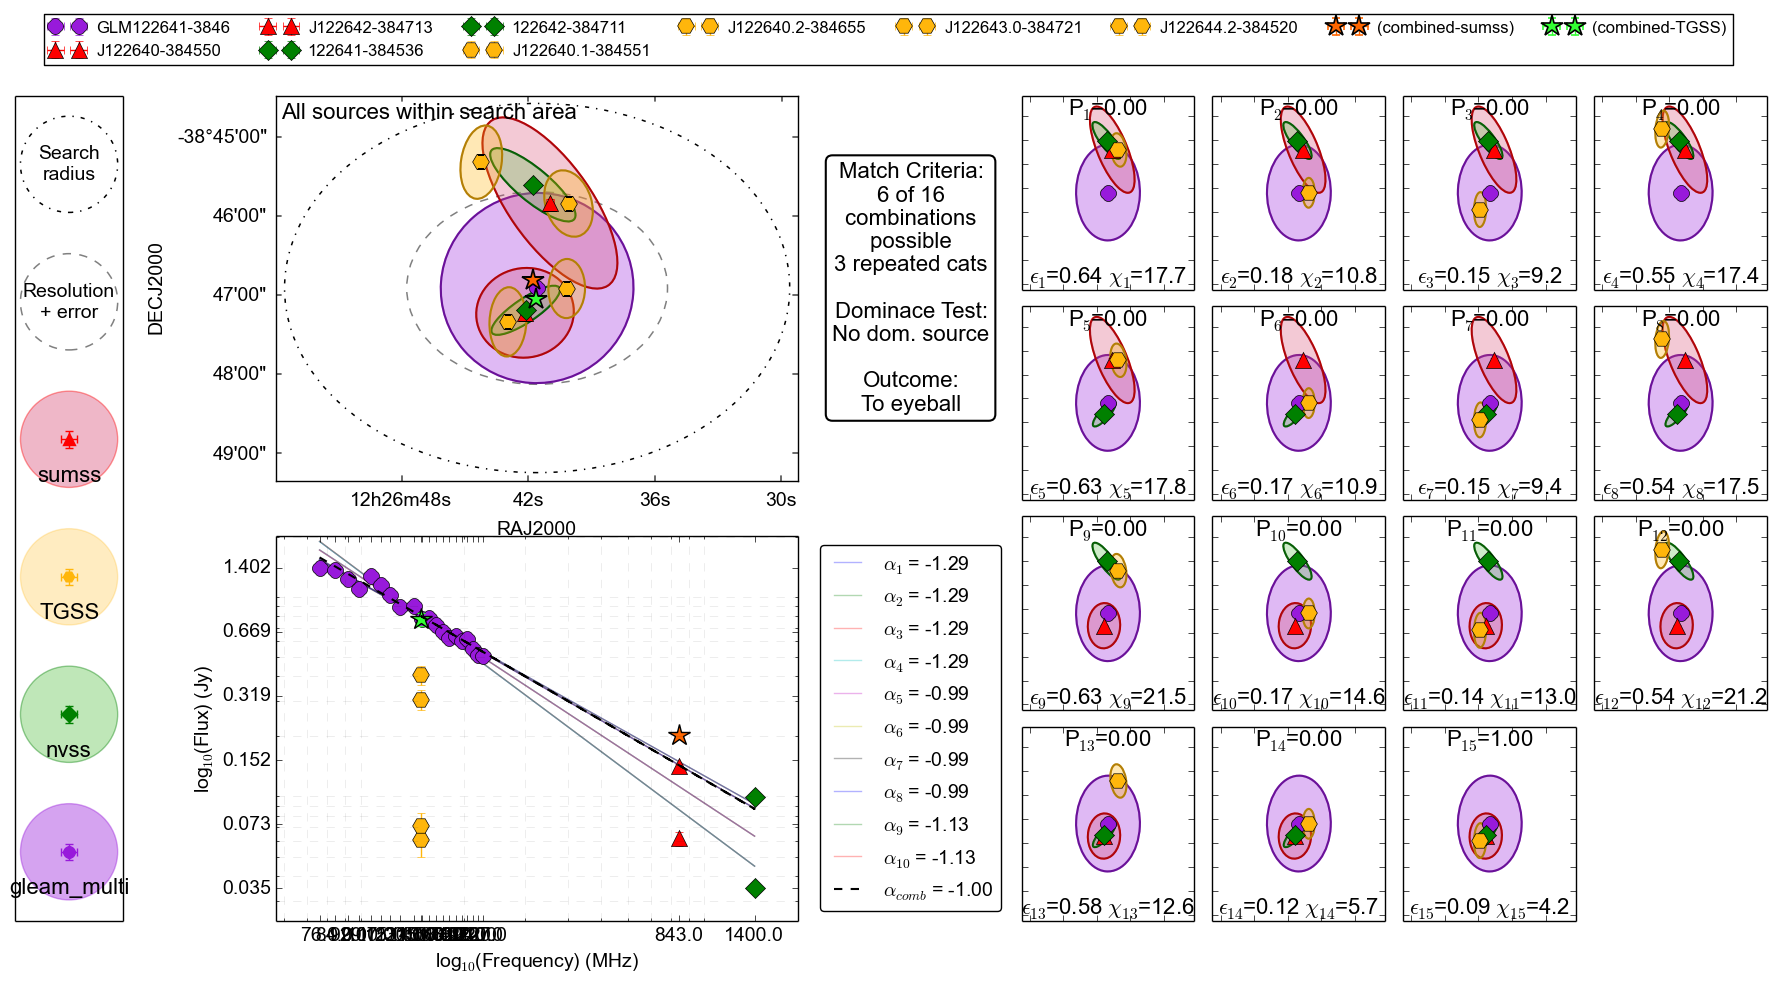 GLM122641-3846
J122642-384713
122642-384711
J122640.2-384655
J122643.0-384721
J122644.2-384520
(combined-sumss)
(combined-TGSS)
J122640-384550
122641-384536
J122640.1-384551
Search
radius
Resolution
+ error
sumss
TGSS
nvss
gleam_multi
All sources within search area
-38°45'00"
46'00"
47'00"
48'00"
49'00"
DECJ2000
12h26m48s
42s
36s
30s
RAJ2000
Match Criteria:
6 of 16
combinations
possible
3 repeated cats
Dominace Test:
No dom. source
Outcome:
To eyeball
1.402
0.669
0.319
0.152
0.073
0.035
log10(Flux) (Jy)
843.0
1400.0
log10(Frequency) (MHz)
α1 = -1.29
α2 = -1.29
α3 = -1.29
α4 = -1.29
α5 = -0.99
α6 = -0.99
α7 = -0.99
α8 = -0.99
α9 = -1.13
α10 = -1.13
αcomb = -1.00
P1=0.00
ϵ1=0.64 χ1=17.7
P2=0.00
ϵ2=0.18 χ2=10.8
P3=0.00
ϵ3=0.15 χ3=9.2
P4=0.00
ϵ4=0.55 χ4=17.4
P5=0.00
ϵ5=0.63 χ5=17.8
P6=0.00
ϵ6=0.17 χ6=10.9
P7=0.00
ϵ7=0.15 χ7=9.4
P8=0.00
ϵ8=0.54 χ8=17.5
P9=0.00
ϵ9=0.63 χ9=21.5
P10=0.00
ϵ10=0.17 χ10=14.6
P11=0.00
ϵ11=0.14 χ11=13.0
P12=0.00
ϵ12=0.54 χ12=21.2
P13=0.00
ϵ13=0.58 χ13=12.6
P14=0.00
ϵ14=0.12 χ14=5.7
P15=1.00
ϵ15=0.09 χ15=4.2